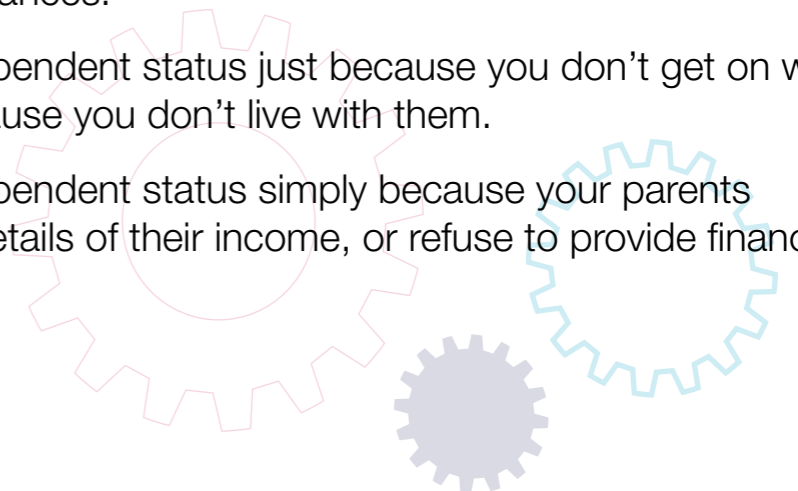 pendent status just because you don’t get on w
use you don’t live with them.
pendent status simply because your parents
etails of their income, or refuse to provide financ